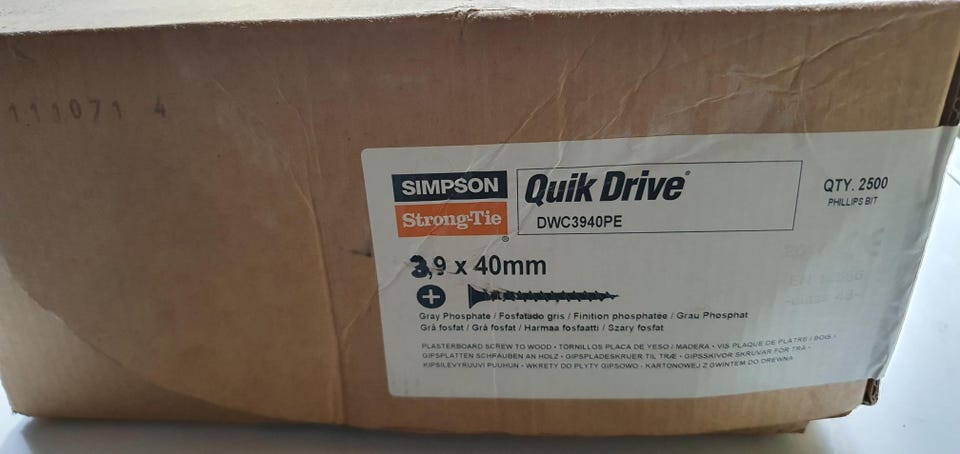 111071 4
SIMPSON
Strong-Tie
®
Quik Drive®
DWC3940PE
QTY. 2500
PHILLIPS BIT
3,9 x 40mm
Gray Phosphate / Fosfatado gris / Finition phosphatée / Grau Phosphat
Grå fosfat / Grå fosfat / Harmaa fosfaatti / Szary fosfat
PLASTERBOARD SCREW TO WOOD • TORNILLOS PLACA DE YESO / MADERA • VIS PLAQUE DE PLATRE / BOIS •
GIPSPLATTEN SCHRAUBEN AN HOLZ • GIPSPLADESKRUER TIL TRÆ • GIPSSKIVOR SKRUVAR FÖR TRÄ •
KIPSILEVYRUUVI PUUHUN • WKRETY DO PLYTY GIPSOWO - KARTONOWEJ Z GWINTEM DO DREWNA